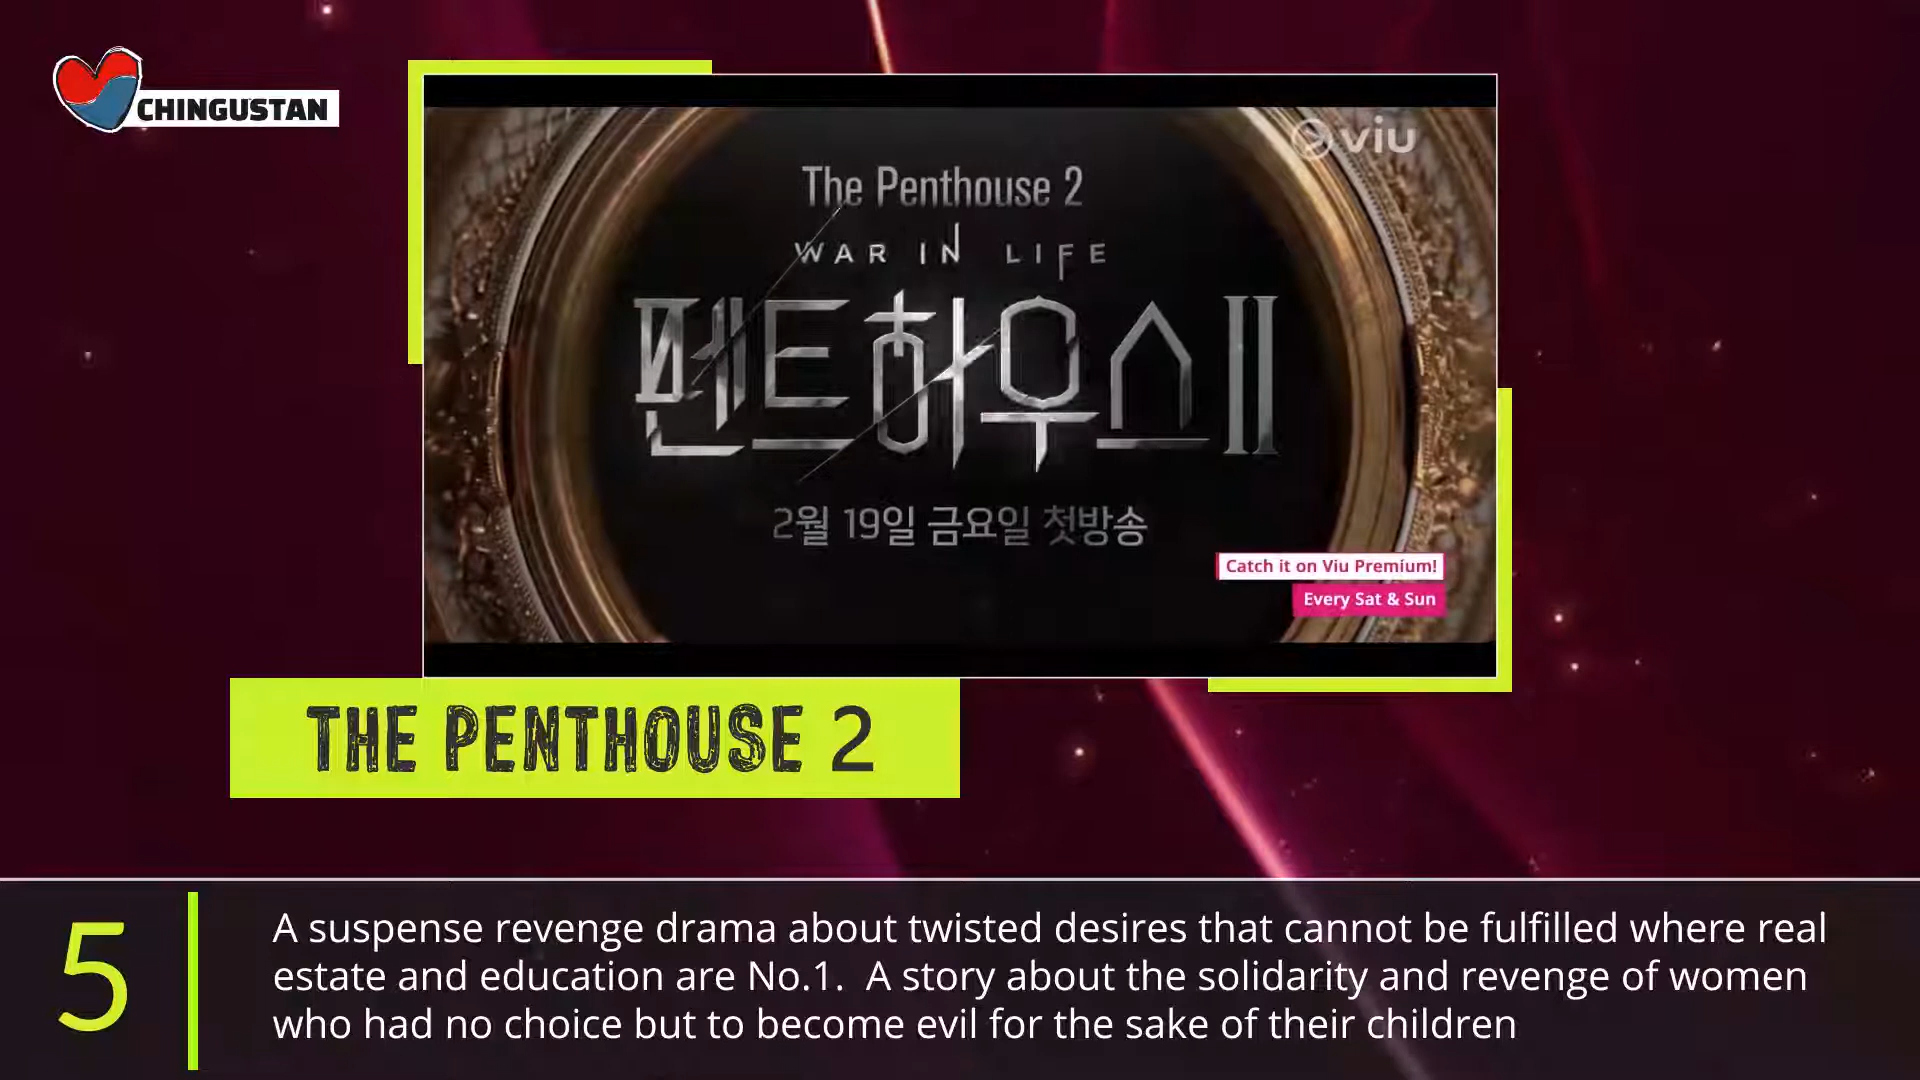 CHINGUSTAN
viu
The Penthouse 2
WAR IN LIFE
펜트하우스II
2월 19일 금요일 첫방송
Catch it on Viu Premium!
Every Sat & Sun
THE PENTHOUSE 2
5
A suspense revenge drama about twisted desires that cannot be fulfilled where real
estate and education are No.1.  A story about the solidarity and revenge of women
who had no choice but to become evil for the sake of their children